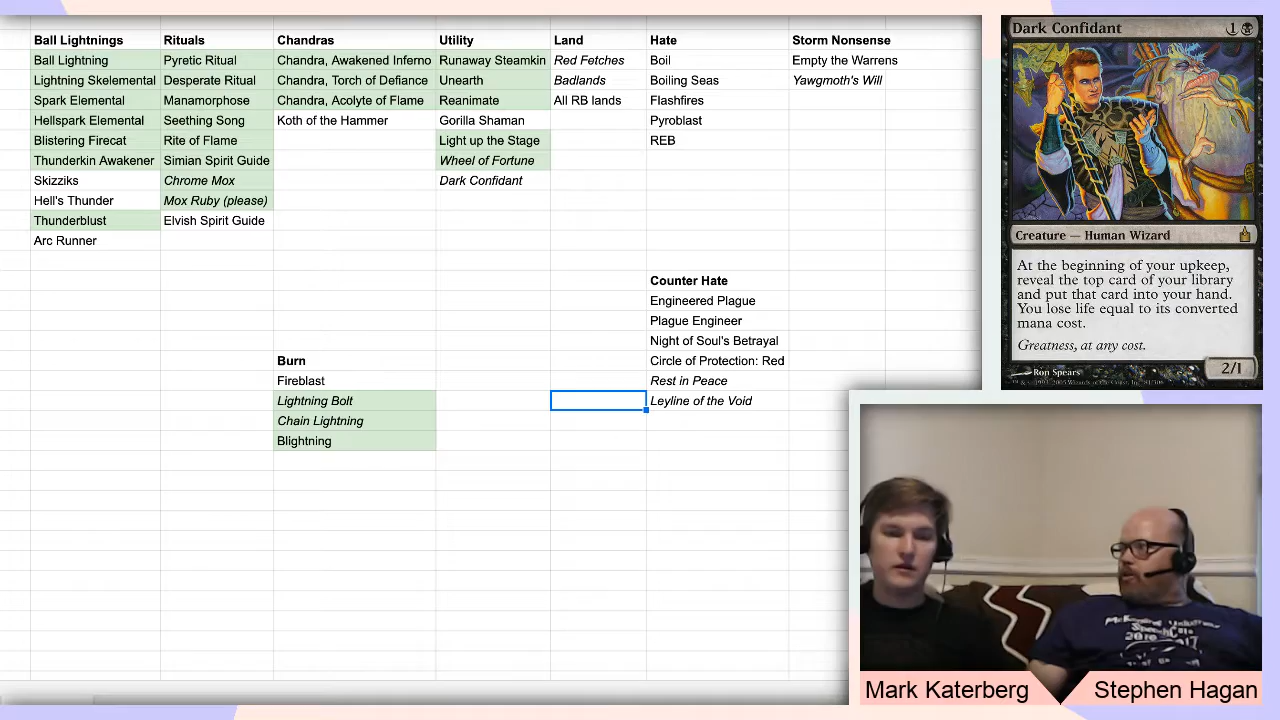 Ball Lightnings Rituals Chandras Utility Land Hate Storm Nonsense
Ball Lightning Pyretic Ritual Chandra, Awakened Inferno Runaway Steamkin Red Fetches Boil Empty the Warrens
Lightning Skelemental Desperate Ritual Chandra, Torch of Defiance Unearth Badlands Boiling Seas Yawgmoth's Will
Spark Elemental Manamorphose Chandra, Acolyte of Flame Reanimate All RB lands Flashfires
Hellspark Elemental Seething Song Koth of the Hammer Gorilla Shaman Pyroblast
Blistering Firecat Rite of Flame Light up the Stage REB
Thunderkin Awakener Simian Spirit Guide Wheel of Fortune
Skizziks Chrome Mox Dark Confidant
Hell's Thunder Mox Ruby (please)
Thunderblust Elvish Spirit Guide
Arc Runner
Counter Hate
Engineered Plague
Plague Engineer
Night of Soul's Betrayal
Burn Circle of Protection: Red
Fireblast Rest in Peace
Lightning Bolt Leyline of the Void
Chain Lightning
Blightning
Dark Confidant 1
Creature — Human Wizard
At the beginning of your upkeep,
reveal the top card of your library
and put that card into your hand.
You lose life equal to its converted
mana cost.
Greatness, at any cost.
Ron Spears
2/1
Mark Katerberg Stephen Hagan